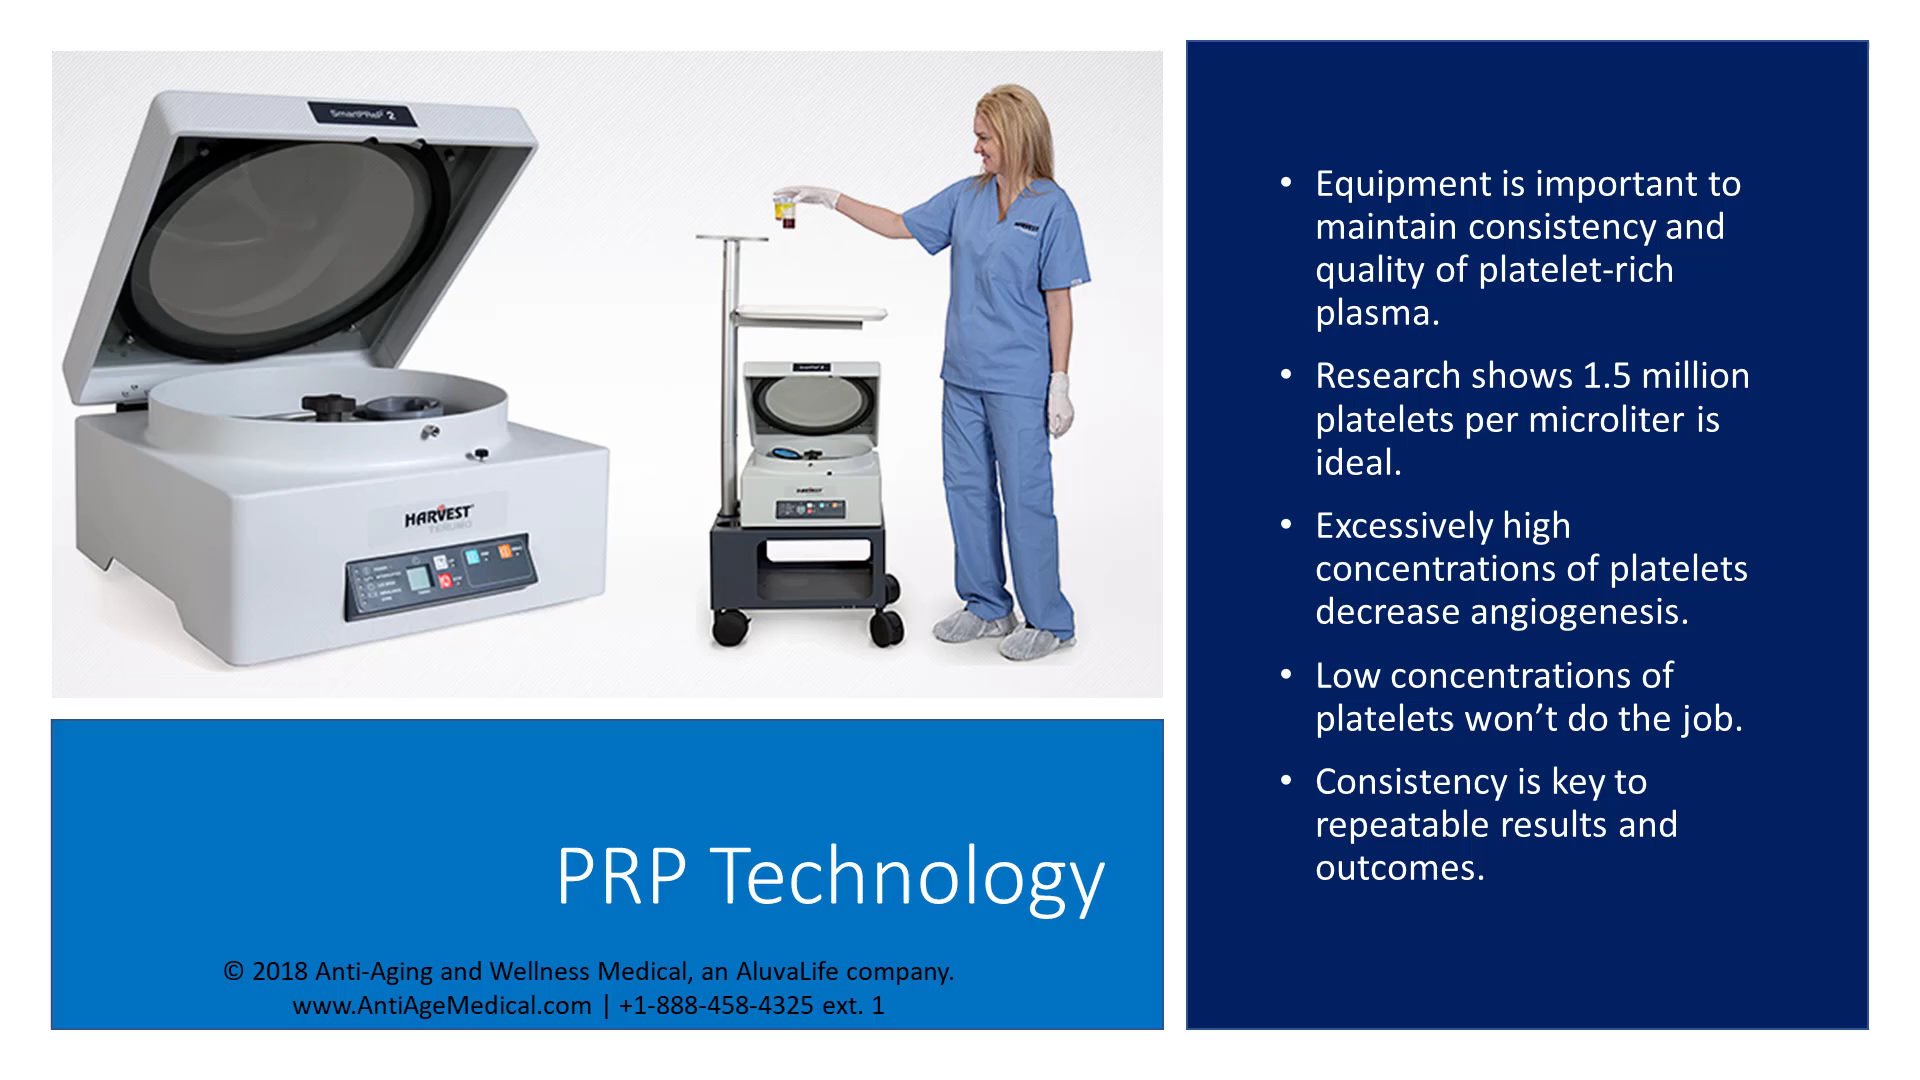 SmartPReP 2
HARVEST
TERUMO
HARVEST
PRP Technology
© 2018 Anti-Aging and Wellness Medical, an AluvaLife company.
www.AntiAgeMedical.com | +1-888-458-4325 ext. 1
• Equipment is important to
maintain consistency and
quality of platelet-rich
plasma.
• Research shows 1.5 million
platelets per microliter is
ideal.
• Excessively high
concentrations of platelets
decrease angiogenesis.
• Low concentrations of
platelets won’t do the job.
• Consistency is key to
repeatable results and
outcomes.